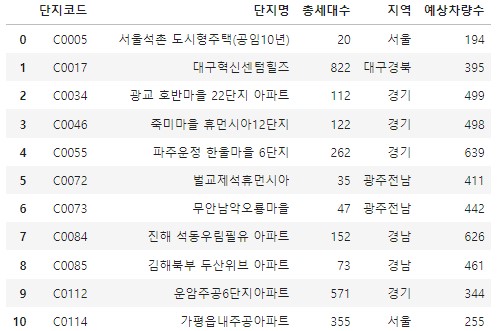 단지코드 단지명 총세대수 지역 예상차량수
0 C0005 서울석촌 도시형주택(공임10년) 20 서울 194
1 C0017 대구혁신센텀힐즈 822 대구경북 395
2 C0034 광교 호반마을 22단지 아파트 112 경기 499
3 C0046 죽미마을 휴먼시아12단지 122 경기 498
4 C0055 파주운정 한울마을 6단지 262 경기 639
5 C0072 벌교제석휴먼시아 35 광주전남 411
6 C0073 무안남악오룡마을 47 광주전남 442
7 C0084 진해 석동우림필유 아파트 152 경남 626
8 C0085 김해북부 두산위브 아파트 73 경남 461
9 C0112 운암주공6단지아파트 571 경기 344
10 C0114 가평읍내주공아파트 355 서울 255